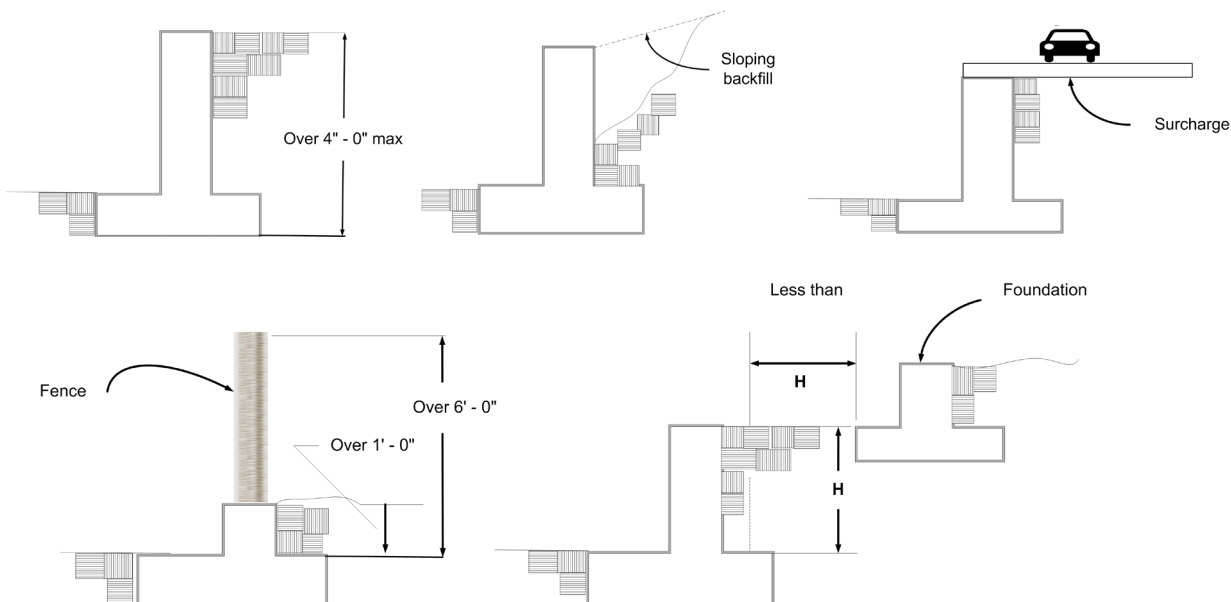 Sloping
backfill
Over 4" - 0" max
Surcharge
Less than
Foundation
H
Fence
Over 6' - 0"
Over 1' - 0"
H